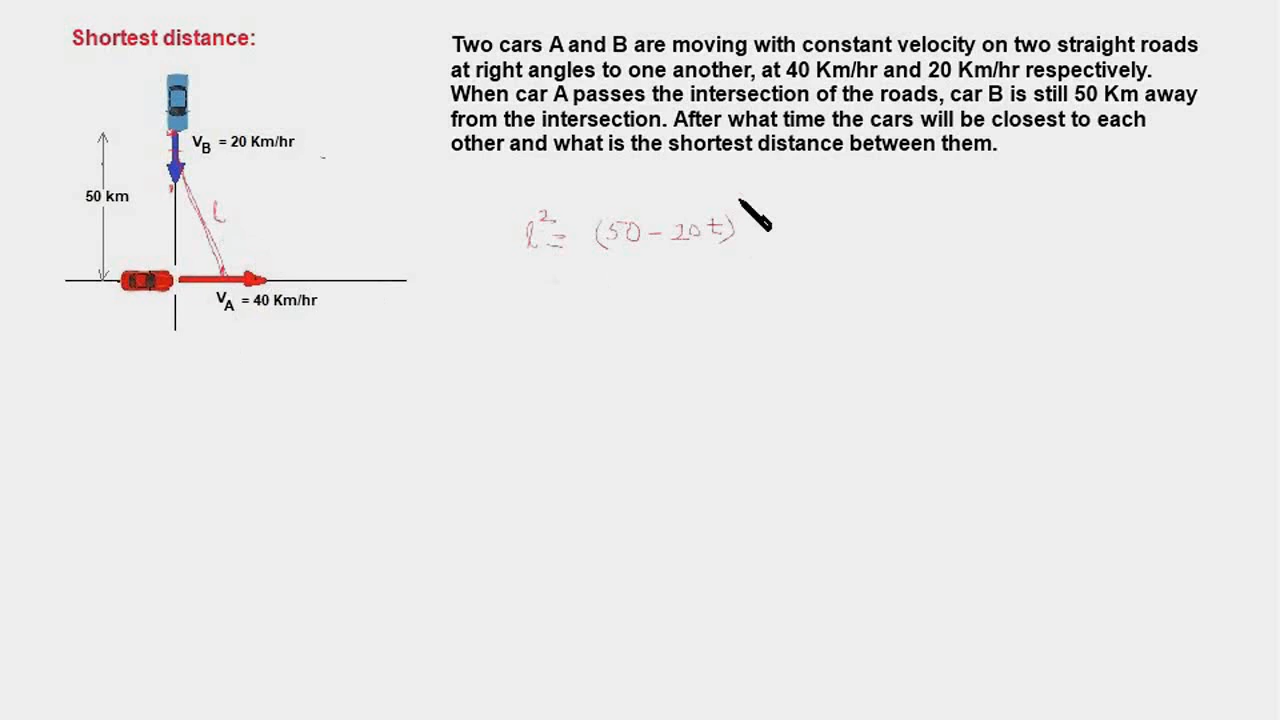 Shortest distance:
Two cars A and B are moving with constant velocity on two straight roads
at right angles to one another, at 40 Km/hr and 20 Km/hr respectively.
When car A passes the intersection of the roads, car B is still 50 Km away
from the intersection. After what time the cars will be closest to each
other and what is the shortest distance between them.
V_B = 20 Km/hr
50 km
l
V_A = 40 Km/hr
l² = (50 - 20t)